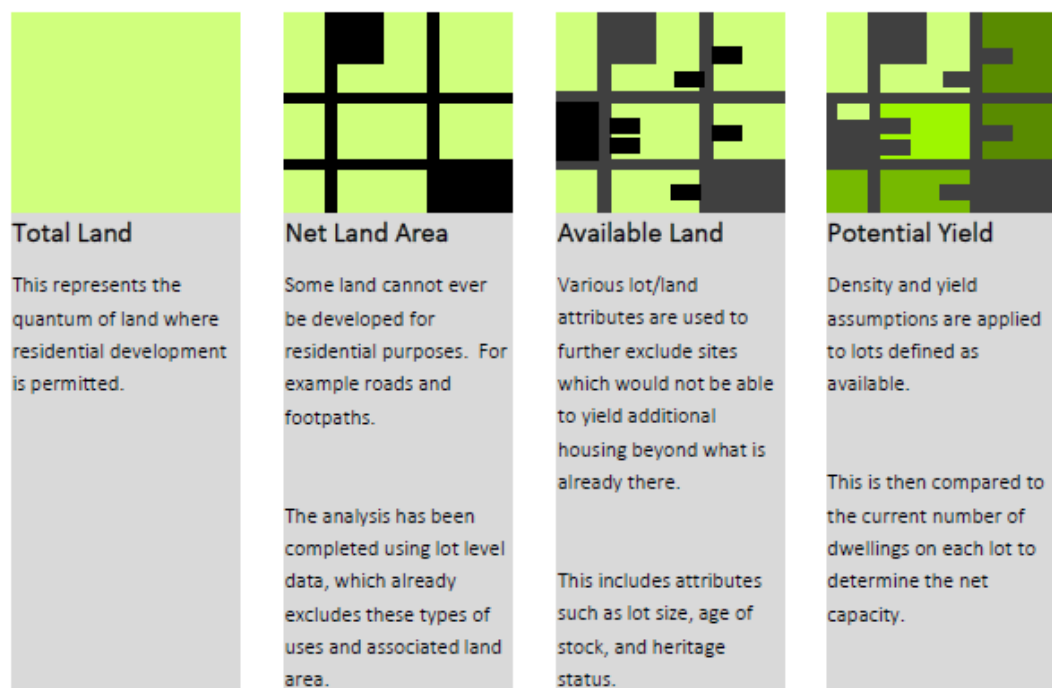 Total Land
This represents the
quantum of land where
residential development
is permitted.
Net Land Area
Some land cannot ever
be developed for
residential purposes.  For
example roads and
footpaths.
The analysis has been
completed using lot level
data, which already
excludes these types of
uses and associated land
area.
Available Land
Various lot/land
attributes are used to
further exclude sites
which would not be able
to yield additional
housing beyond what is
already there.
This includes attributes
such as lot size, age of
stock, and heritage
status.
Potential Yield
Density and yield
assumptions are applied
to lots defined as
available.
This is then compared to
the current number of
dwellings on each lot to
determine the net
capacity.